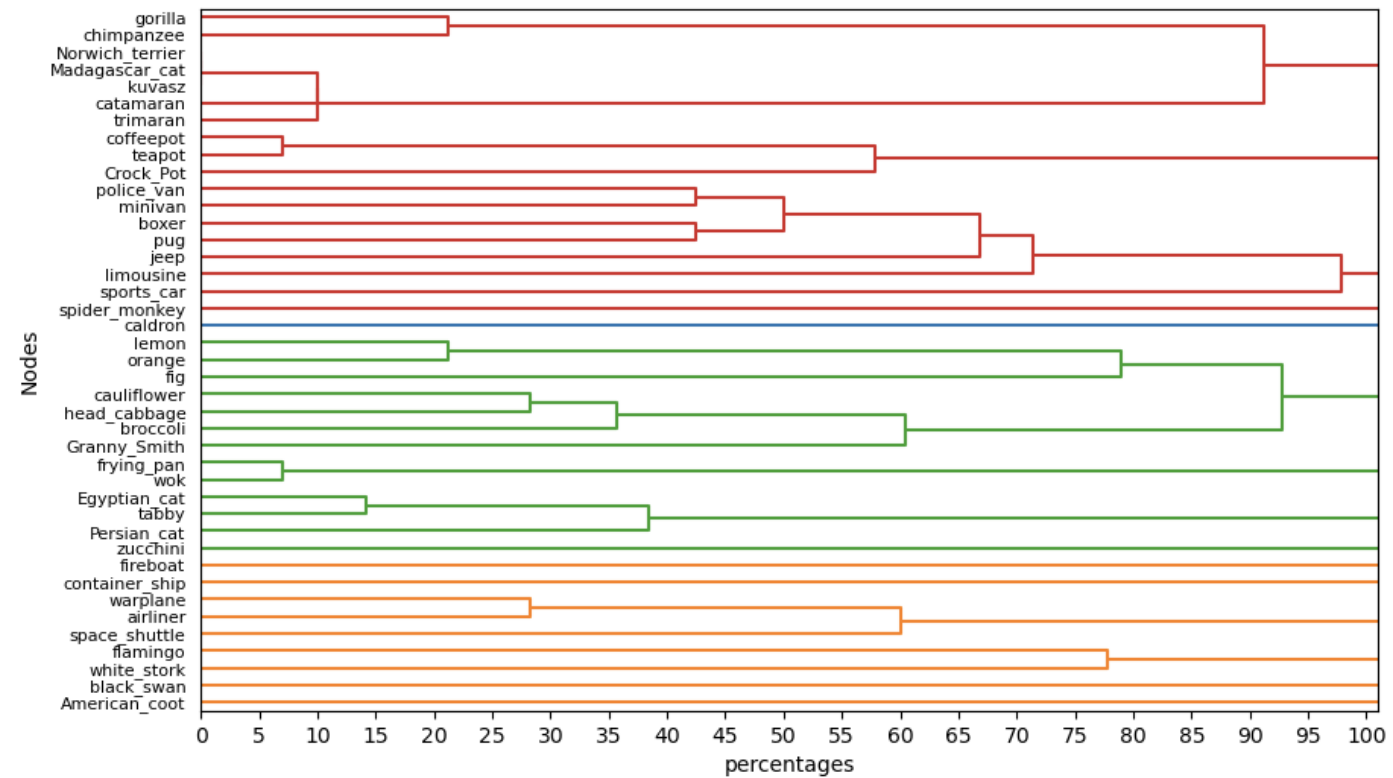 gorilla
chimpanzee
Norwich_terrier
Madagascar_cat
kuvasz
catamaran
trimaran
coffeepot
teapot
Crock_Pot
police_van
minivan
boxer
pug
jeep
limousine
sports_car
spider_monkey
caldron
lemon
orange
fig
cauliflower
head_cabbage
broccoli
Granny_Smith
frying_pan
wok
Egyptian_cat
tabby
Persian_cat
zucchini
fireboat
container_ship
warplane
airliner
space_shuttle
flamingo
white_stork
black_swan
American_coot
Nodes
0 5 10 15 20 25 30 35 40 45 50 55 60 65 70 75 80 85 90 95 100
percentages